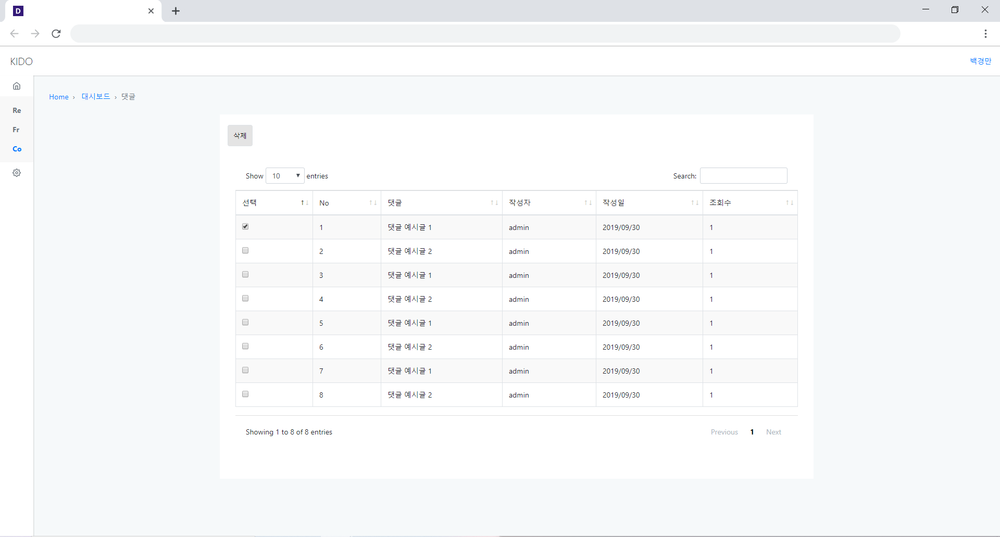 D
KIDO
백경만
Home › 대시보드 › 댓글
Re
Fr
Co
삭제
Show 10 entries
Search:
선택 No 댓글 작성자 작성일 조회수
1 댓글 예시글 1 admin 2019/09/30 1
2 댓글 예시글 2 admin 2019/09/30 1
3 댓글 예시글 1 admin 2019/09/30 1
4 댓글 예시글 2 admin 2019/09/30 1
5 댓글 예시글 1 admin 2019/09/30 1
6 댓글 예시글 2 admin 2019/09/30 1
7 댓글 예시글 1 admin 2019/09/30 1
8 댓글 예시글 2 admin 2019/09/30 1
Showing 1 to 8 of 8 entries
Previous 1 Next